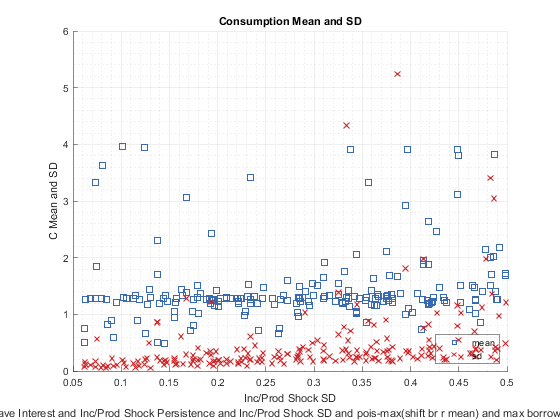 Consumption Mean and SD
6
5
4
3
2
1
0
C Mean and SD
mean
sd
0.05 0.1 0.15 0.2 0.25 0.3 0.35 0.4 0.45 0.5
Inc/Prod Shock SD
ave Interest and Inc/Prod Shock Persistence and Inc/Prod Shock SD and pois-max(shift br r mean) and max borrow